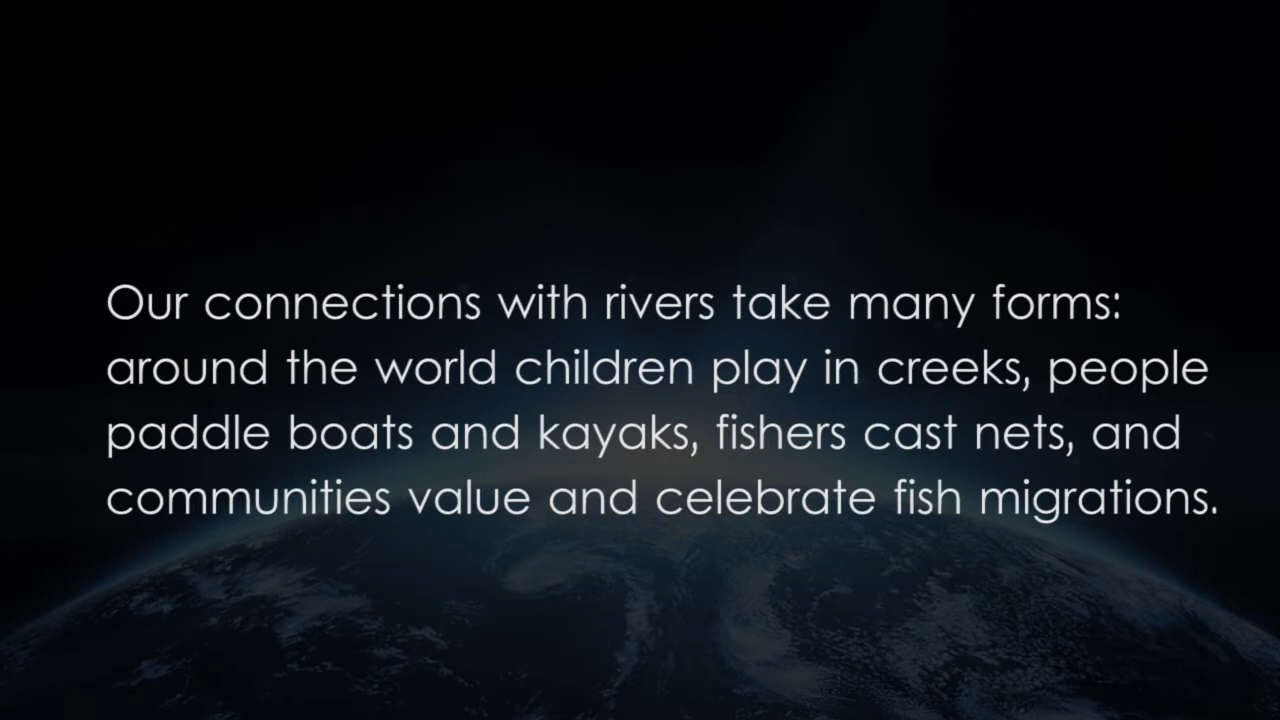 Our connections with rivers take many forms:
around the world children play in creeks, people
paddle boats and kayaks, fishers cast nets, and
communities value and celebrate fish migrations.